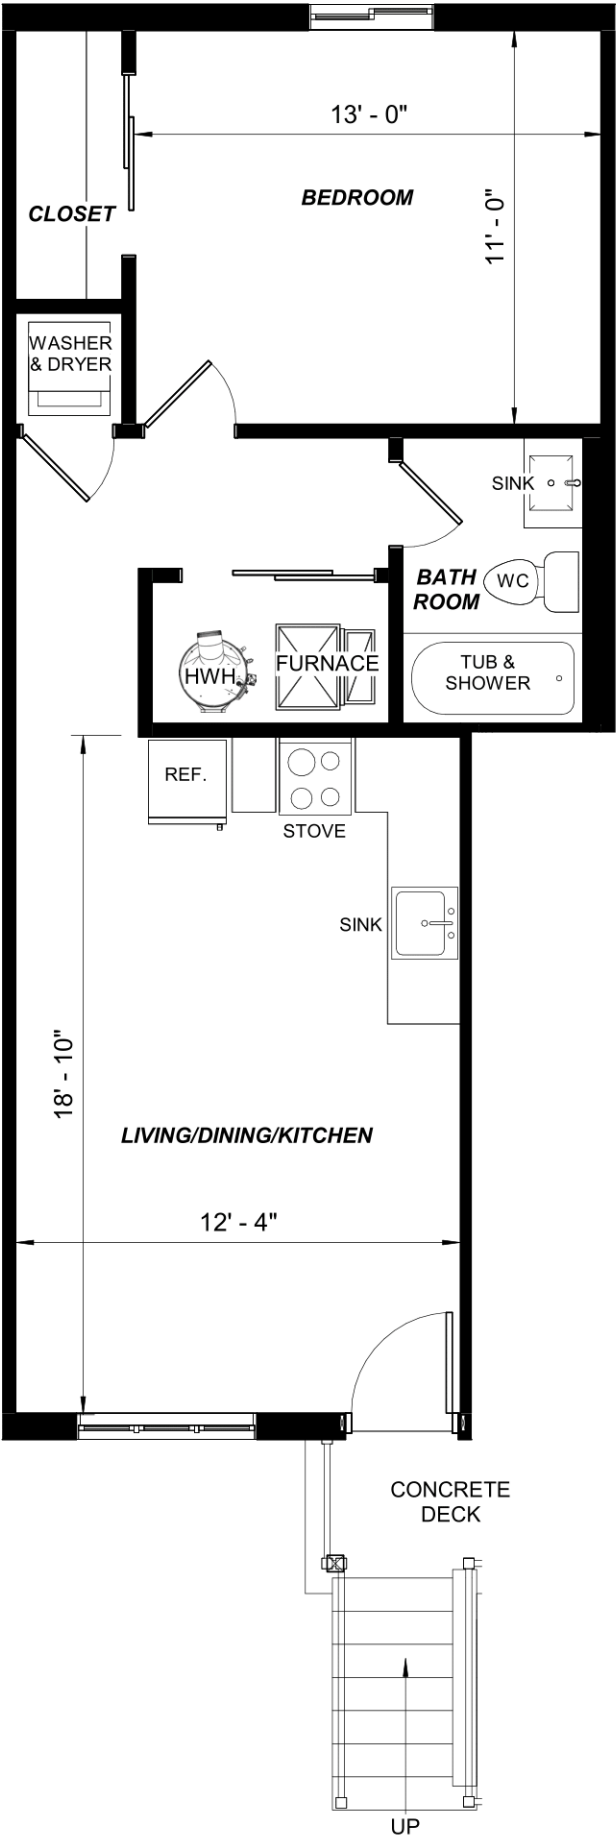 13' - 0"
BEDROOM
11' - 0"
CLOSET
WASHER
& DRYER
SINK
BATH
ROOM
WC
HWH
FURNACE
TUB &
SHOWER
REF.
STOVE
SINK
18' - 10"
LIVING/DINING/KITCHEN
12' - 4"
CONCRETE
DECK
UP